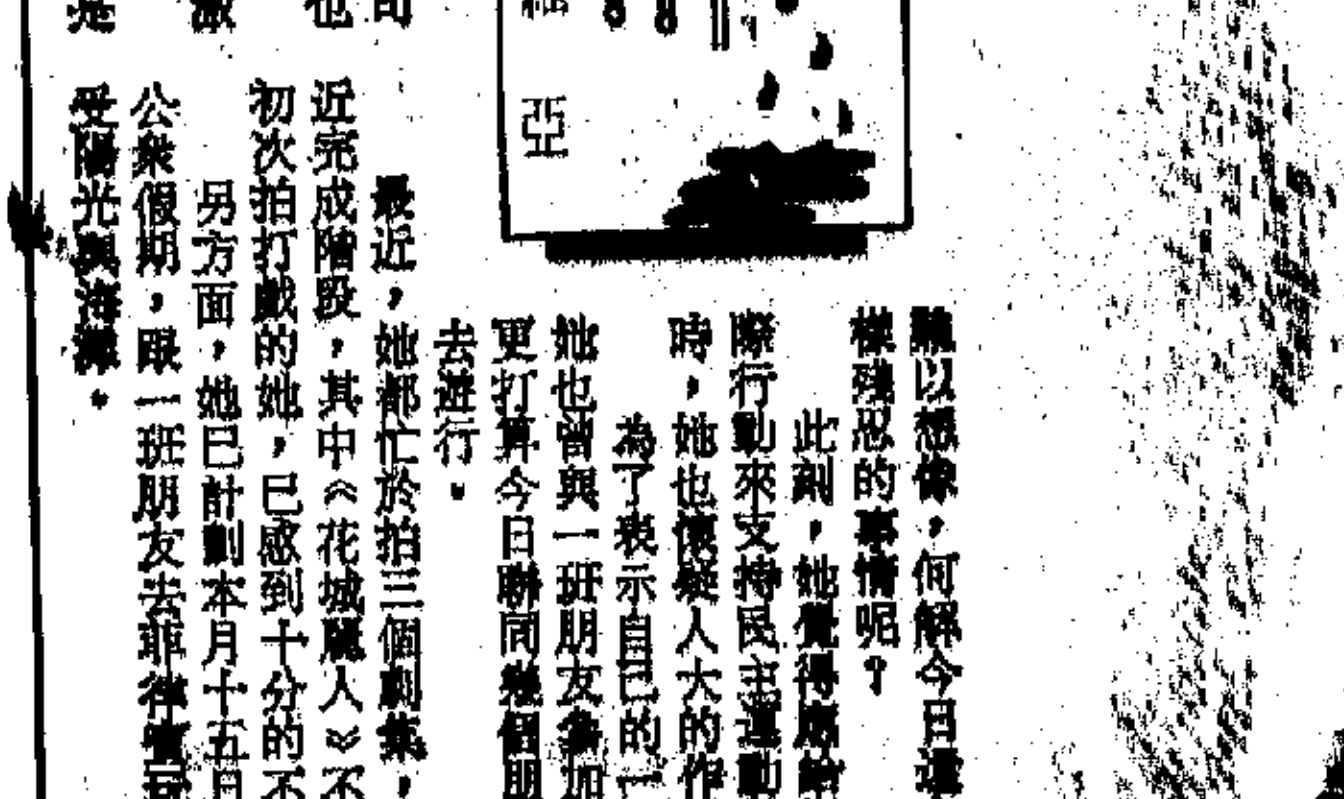 亞
難以想像,何解今日還
樣殘忍的事情呢?
此刻,她覺得應給
際行動來支持民主運動
時,她也懷疑人大的作
為了表示自己的一
她也曾與一班朋友參加
更打算今日聯同幾個朋
去遊行。
最近,她都忙於拍三個劇集,
近完成階段,其中《花城麗人》不
初次拍打戲的她,已感到十分的不
另方面,她已計劃本月十五日
公衆假期,跟一班朋友去菲律賓玩
受陽光與海灘。